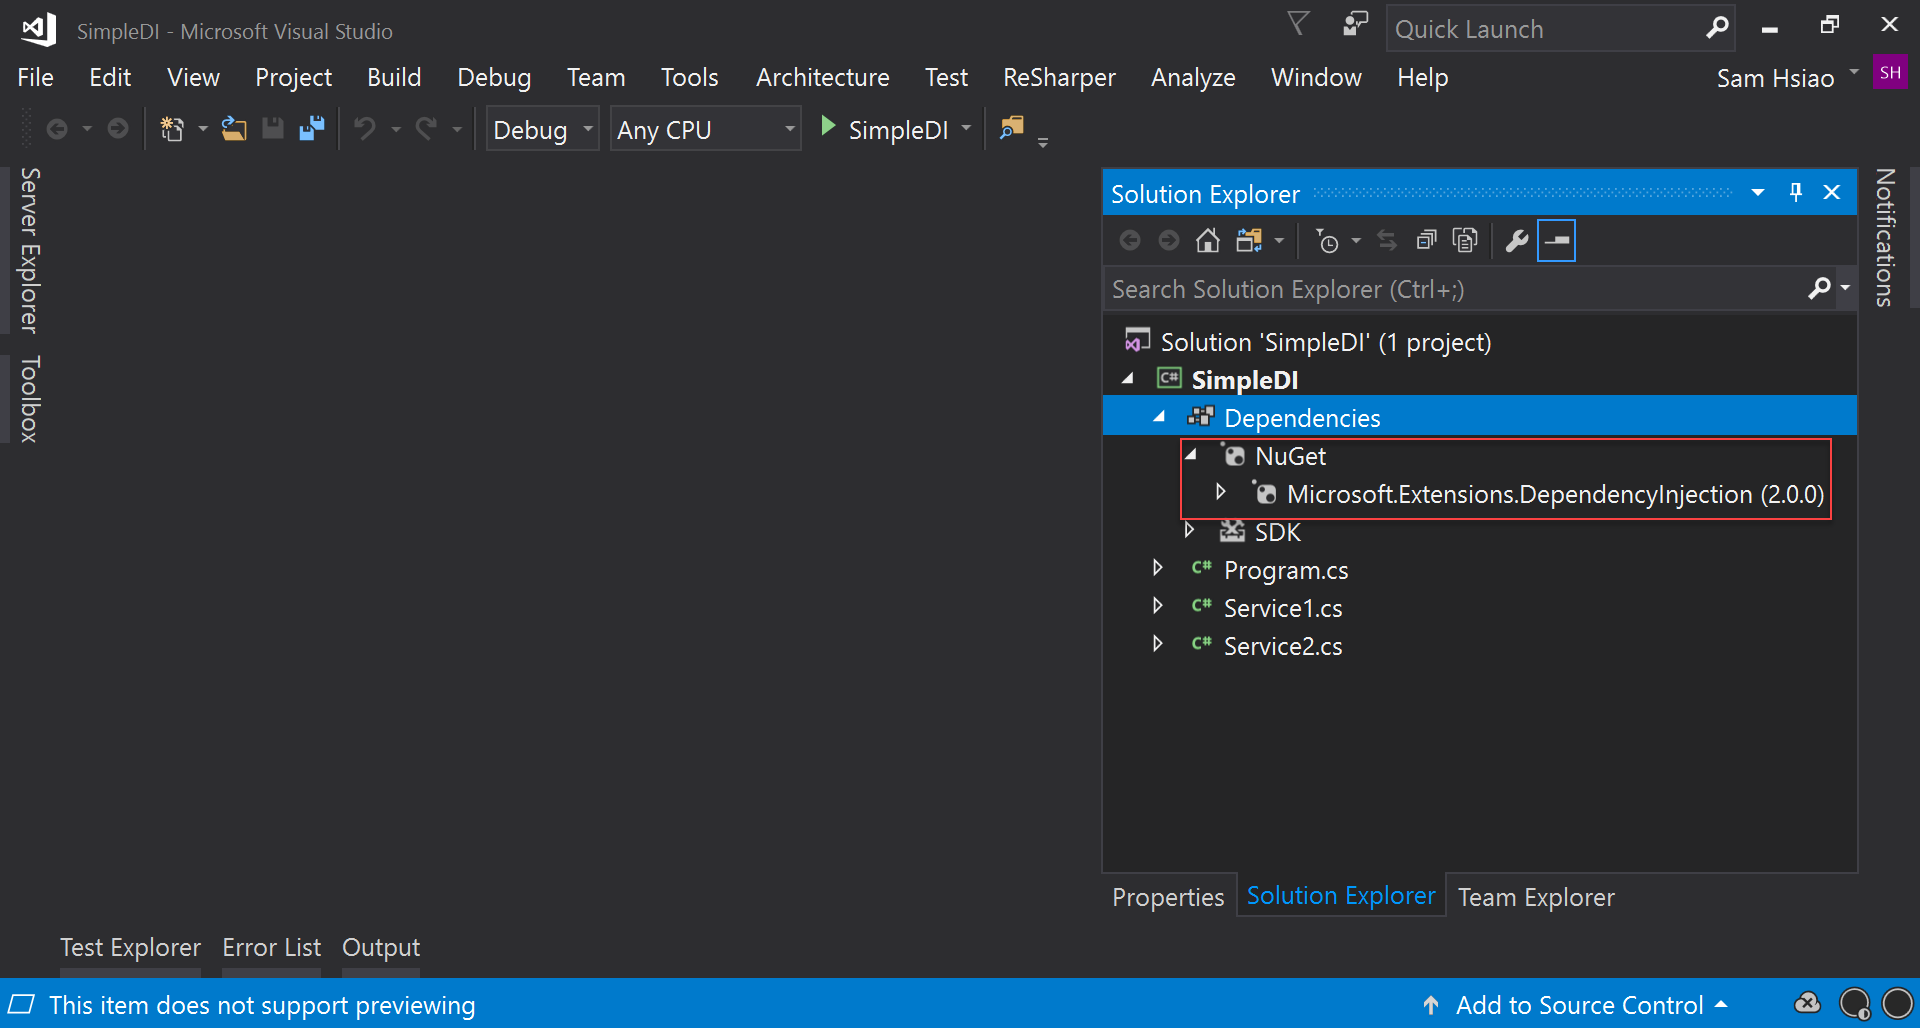 SimpleDI - Microsoft Visual Studio
Quick Launch
File Edit View Project Build Debug Team Tools Architecture Test ReSharper Analyze Window Help
Sam Hsiao SH
Debug Any CPU SimpleDI
Server Explorer
Toolbox
Solution Explorer
Search Solution Explorer (Ctrl+;)
Solution 'SimpleDI' (1 project)
C# SimpleDI
Dependencies
NuGet
Microsoft.Extensions.DependencyInjection (2.0.0)
SDK
C# Program.cs
C# Service1.cs
C# Service2.cs
Notifications
Properties Solution Explorer Team Explorer
Test Explorer Error List Output
This item does not support previewing
Add to Source Control